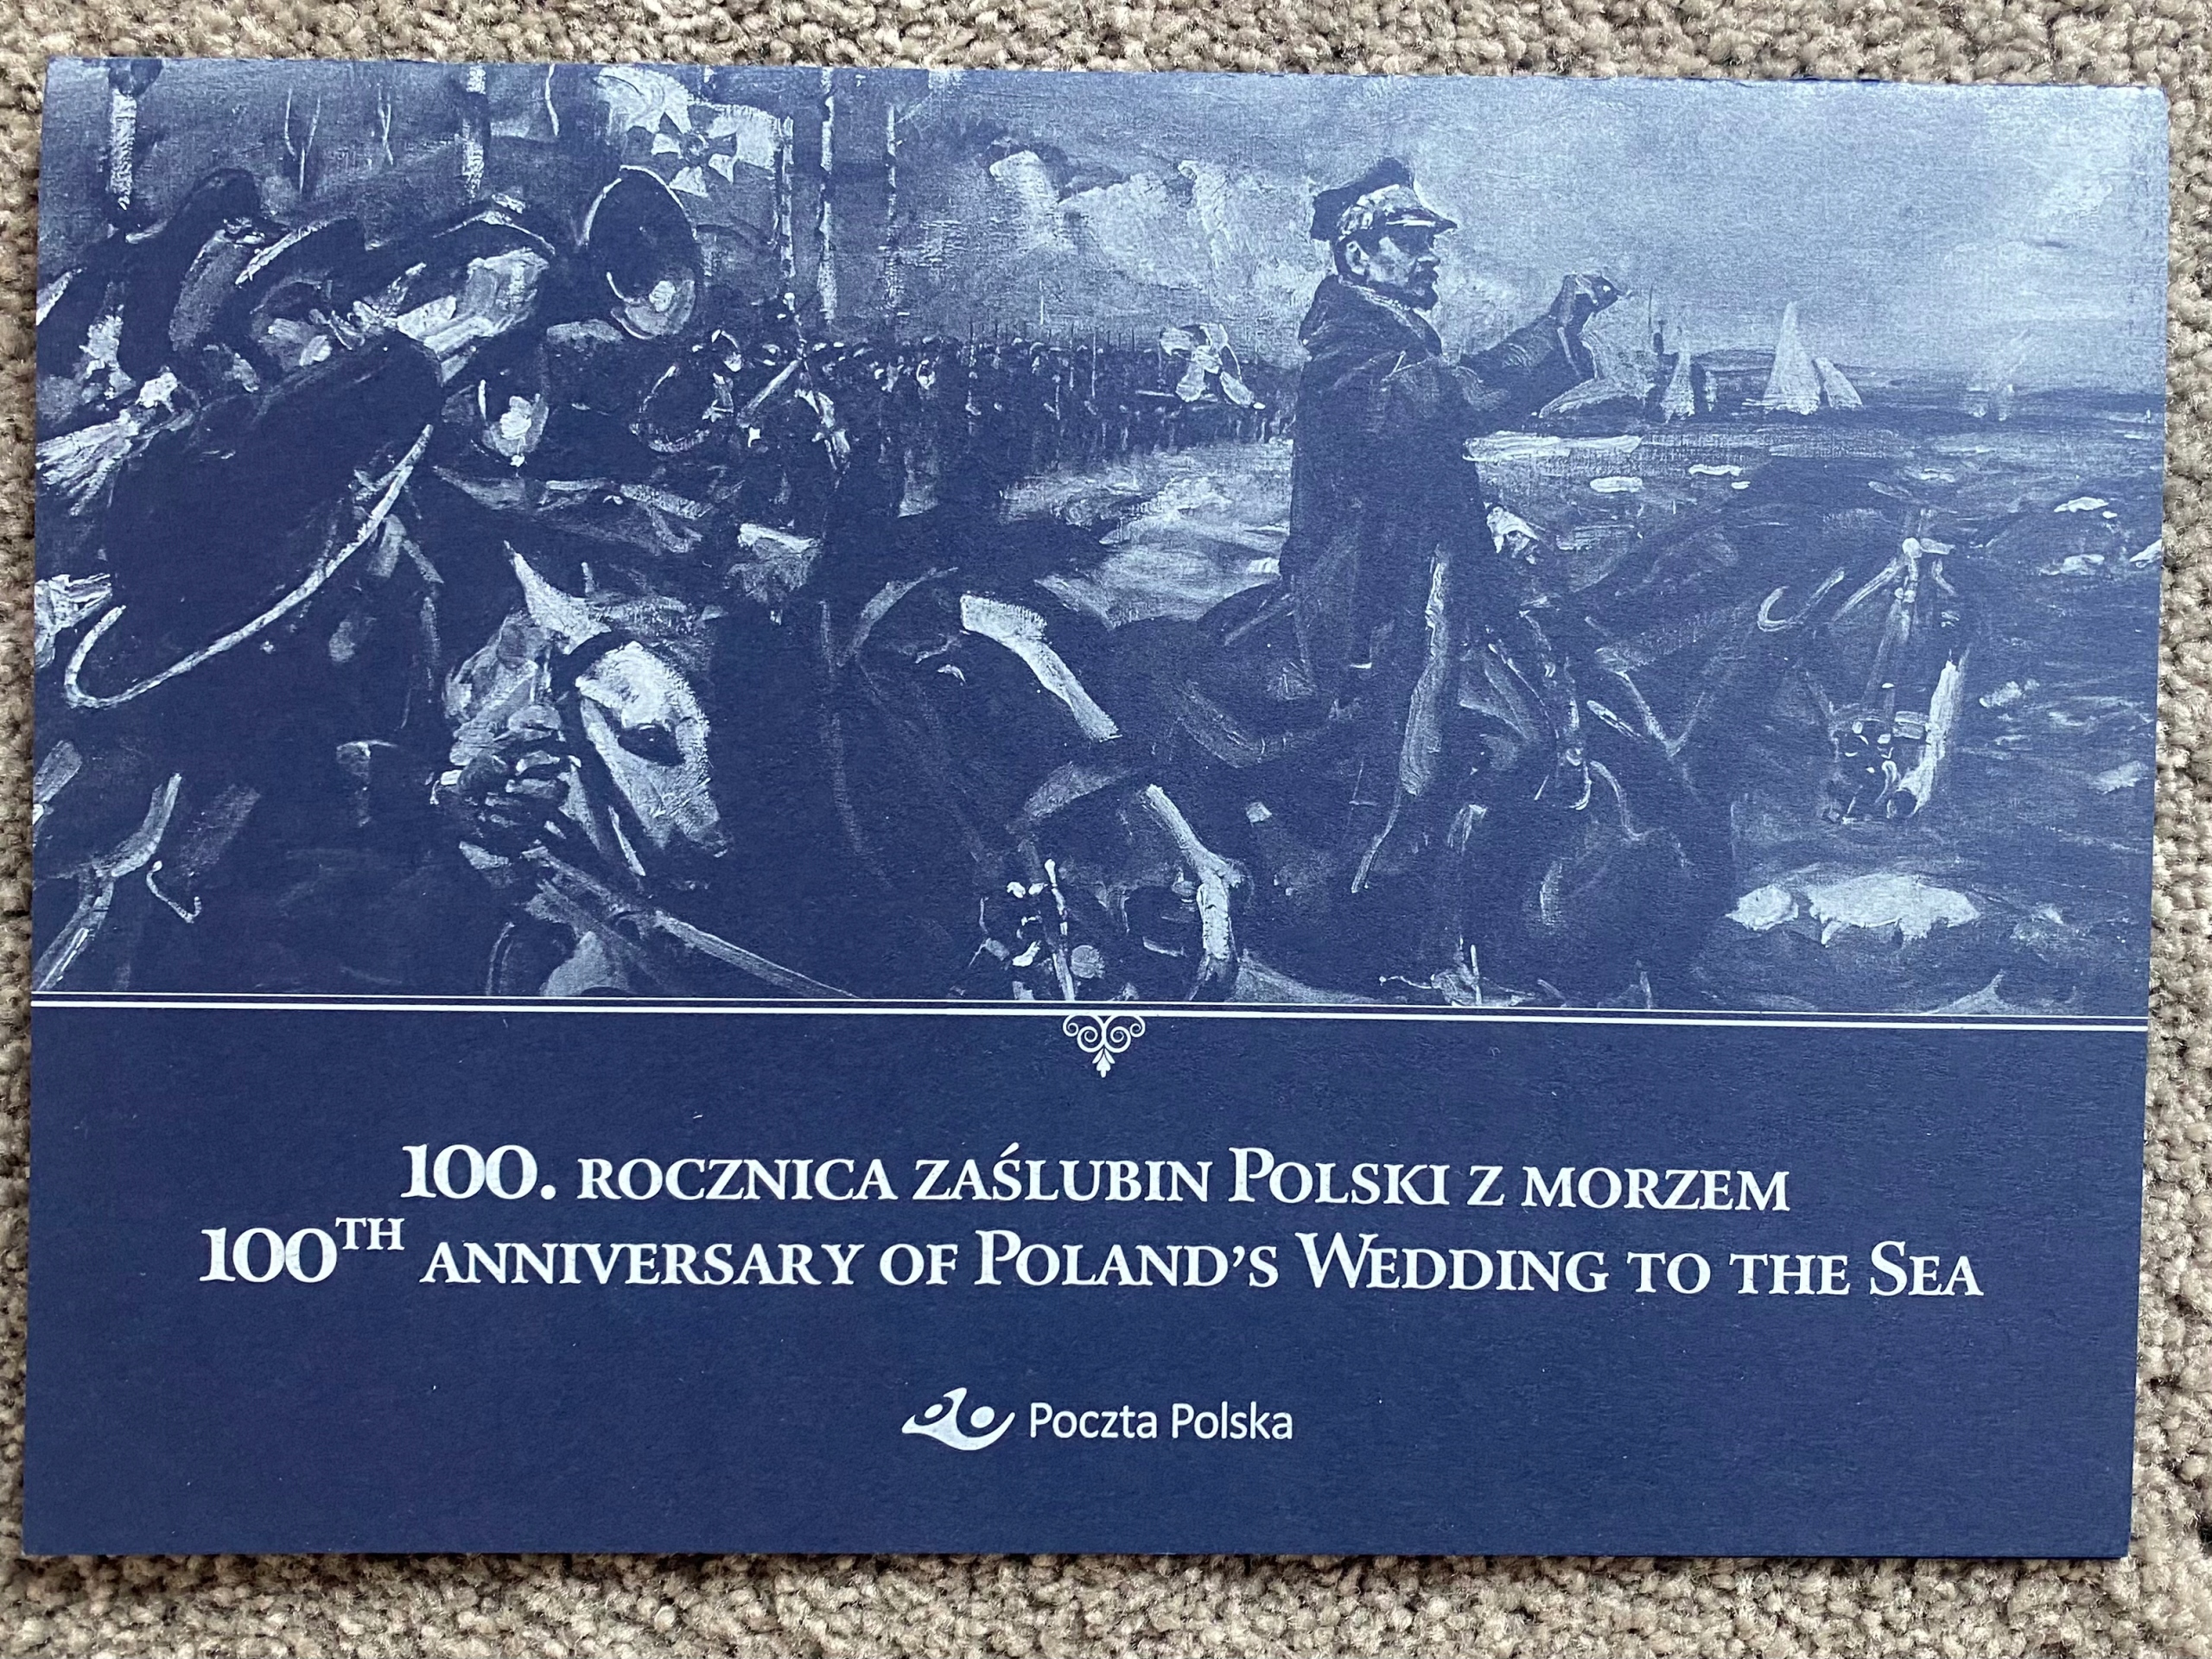 100. ROCZNICA ZAŚLUBIN POLSKI Z MORZEM
100TH ANNIVERSARY OF POLAND'S WEDDING TO THE SEA
Poczta Polska